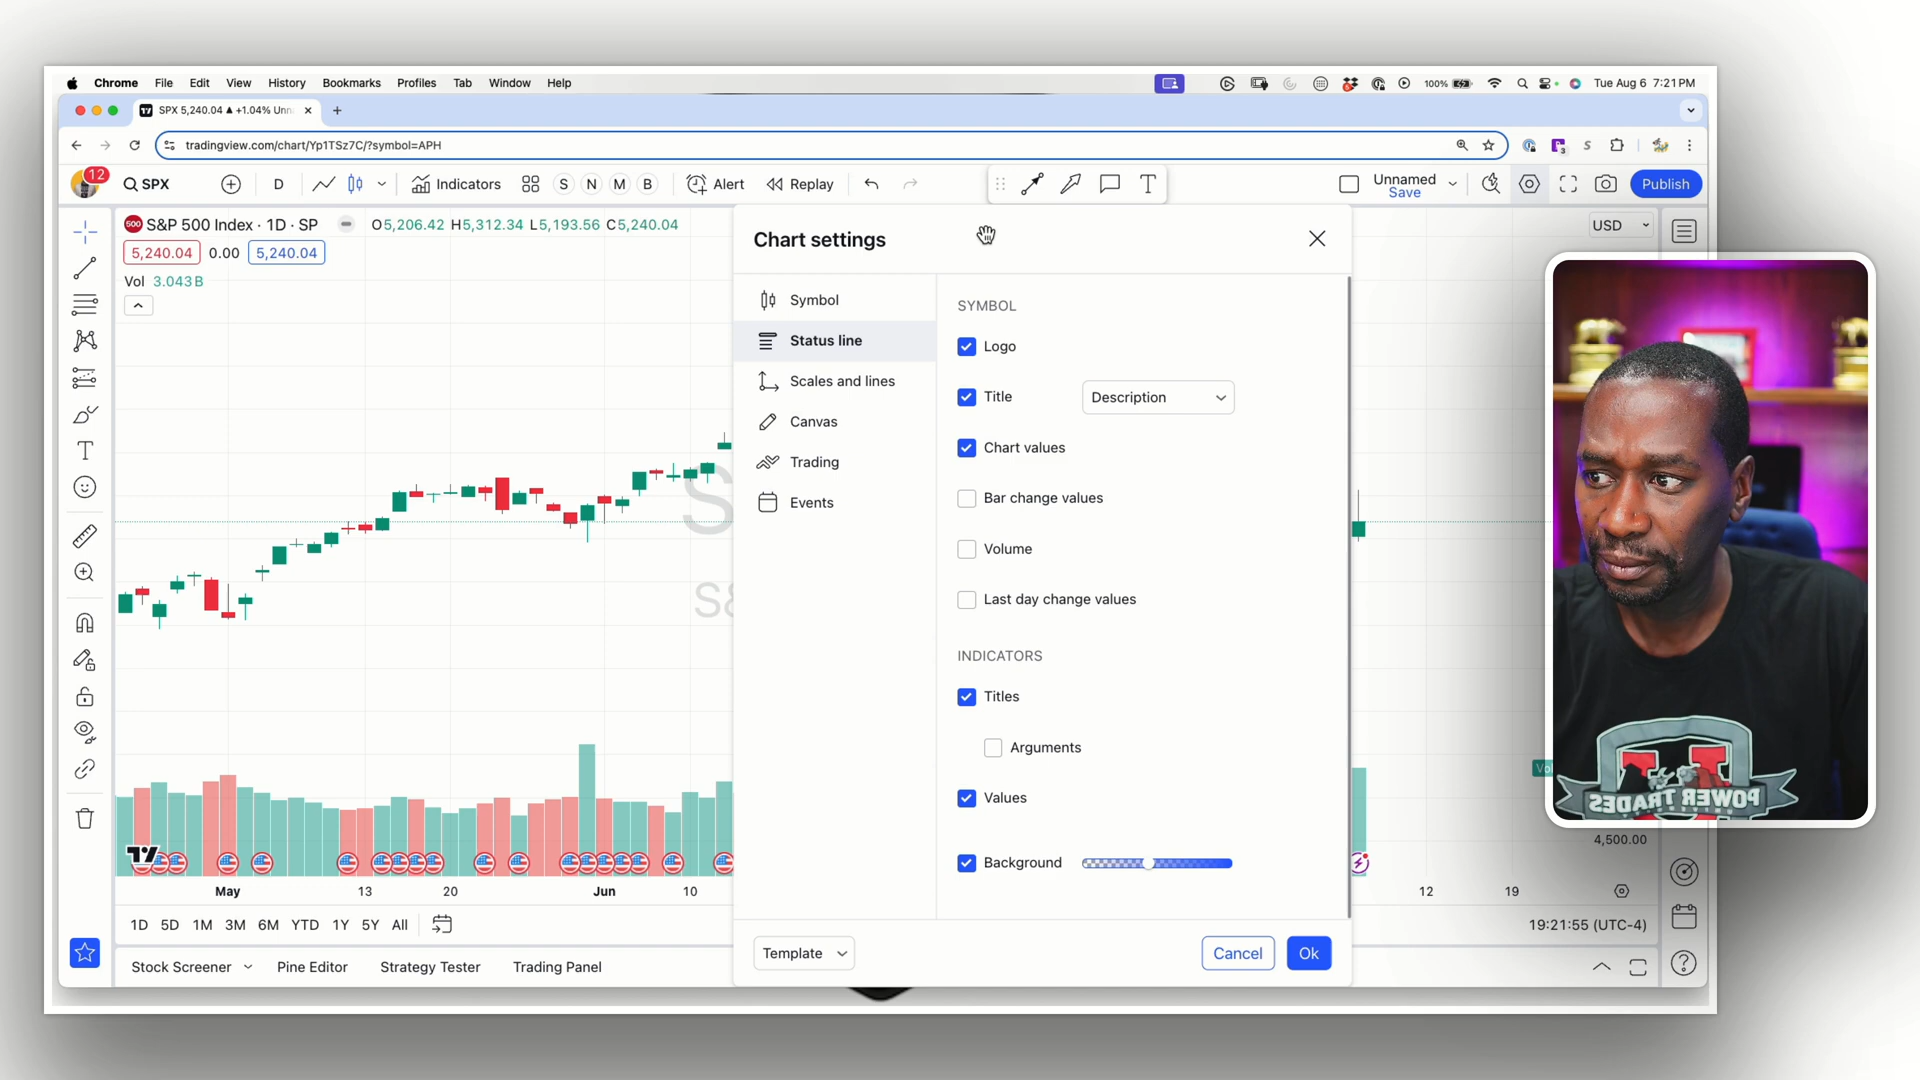 Chrome File Edit View History Bookmarks Profiles Tab Window Help
100% Tue Aug 6 7:21 PM
SPX 5,240.04 ▲ +1.04% Unn
tradingview.com/chart/Yp1TSz7C/?symbol=APH
12
SPX D Indicators S N M B Alert Replay
Unnamed
Save
Publish
S&P 500 Index · 1D · SP O5,206.42 H5,312.34 L5,193.56 C5,240.04
USD
5,240.04 0.00 5,240.04
Vol 3.043B
Chart settings
Symbol
Status line
Scales and lines
Canvas
Trading
Events
SYMBOL
Logo
Title Description
Chart values
Bar change values
Volume
Last day change values
INDICATORS
Titles
Arguments
Values
Background
Template
Cancel
Ok
4,500.00
May 13 20 Jun 10 12 19
1D 5D 1M 3M 6M YTD 1Y 5Y All
19:21:55 (UTC-4)
Stock Screener Pine Editor Strategy Tester Trading Panel
POWER TRADES